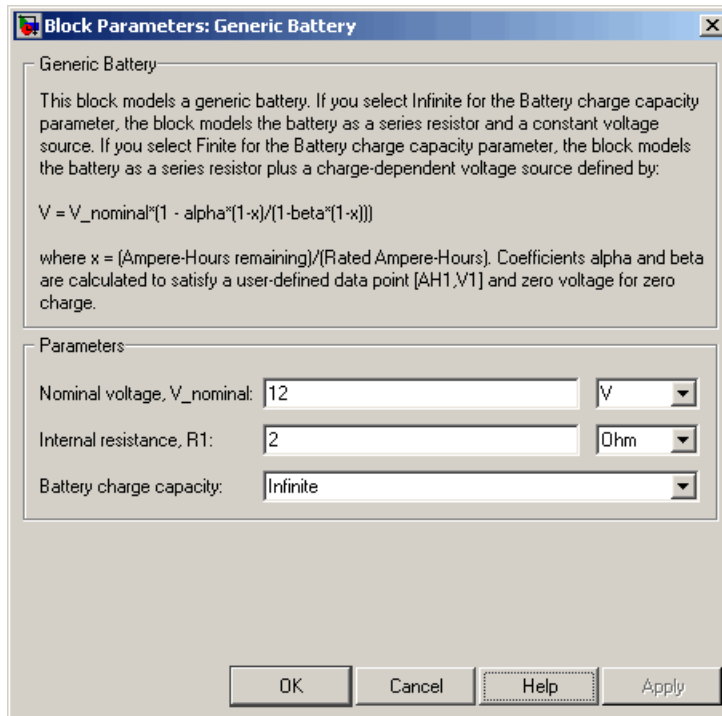 Block Parameters: Generic Battery
Generic Battery
This block models a generic battery. If you select Infinite for the Battery charge capacity
parameter, the block models the battery as a series resistor and a constant voltage
source. If you select Finite for the Battery charge capacity parameter, the block models
the battery as a series resistor plus a charge-dependent voltage source defined by:
V = V_nominal*(1 - alpha*(1-x)/(1-beta*(1-x)))
where x = (Ampere-Hours remaining)/(Rated Ampere-Hours). Coefficients alpha and beta
are calculated to satisfy a user-defined data point [AH1,V1] and zero voltage for zero
charge.
Parameters
Nominal voltage, V_nominal: 12 V
Internal resistance, R1: 2 Ohm
Battery charge capacity: Infinite
OK Cancel Help Apply